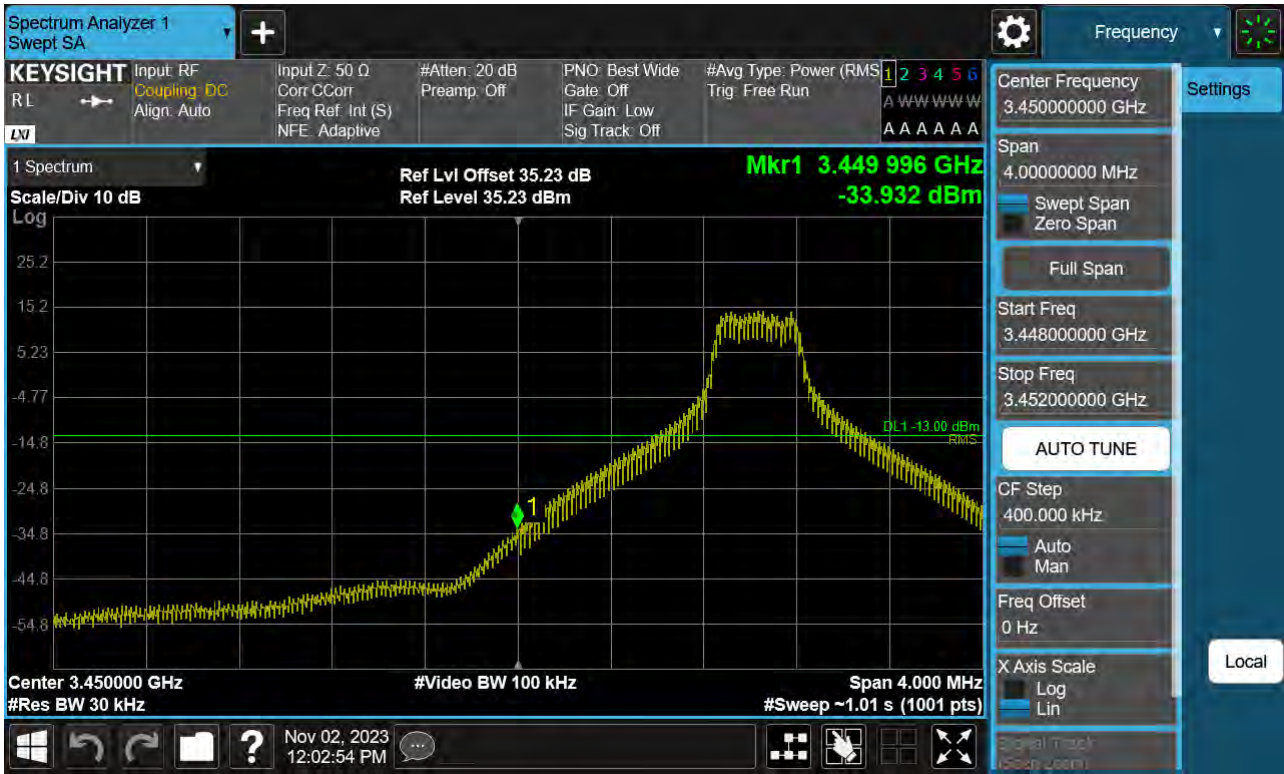 Spectrum Analyzer 1
Swept SA
+
Frequency
KEYSIGHT
RL
LXI
Input: RF
Coupling: DC
Align: Auto
Input Z: 50 Ω
Corr CCorr
Freq Ref: Int (S)
NFE: Adaptive
#Atten: 20 dB
Preamp: Off
PNO: Best Wide
Gate: Off
IF Gain: Low
Sig Track: Off
#Avg Type: Power (RMS
Trig: Free Run
1 2 3 4 5 6
A W W W W W
A A A A A A
1 Spectrum
Scale/Div 10 dB
Log
Ref Lvl Offset 35.23 dB
Ref Level 35.23 dBm
Mkr1 3.449 996 GHz
-33.932 dBm
25.2
15.2
5.23
-4.77
-14.8
-24.8
-34.8
-44.8
-54.8
1
DL1 -13.00 dBm
RMS
Center 3.450000 GHz
#Res BW 30 kHz
#Video BW 100 kHz
Span 4.000 MHz
#Sweep ~1.01 s (1001 pts)
Center Frequency
3.450000000 GHz
Span
4.00000000 MHz
Swept Span
Zero Span
Full Span
Start Freq
3.448000000 GHz
Stop Freq
3.452000000 GHz
AUTO TUNE
CF Step
400.000 kHz
Auto
Man
Freq Offset
0 Hz
X Axis Scale
Log
Lin
Signal Track
(Span Zoom)
Settings
Local
?
Nov 02, 2023
12:02:54 PM